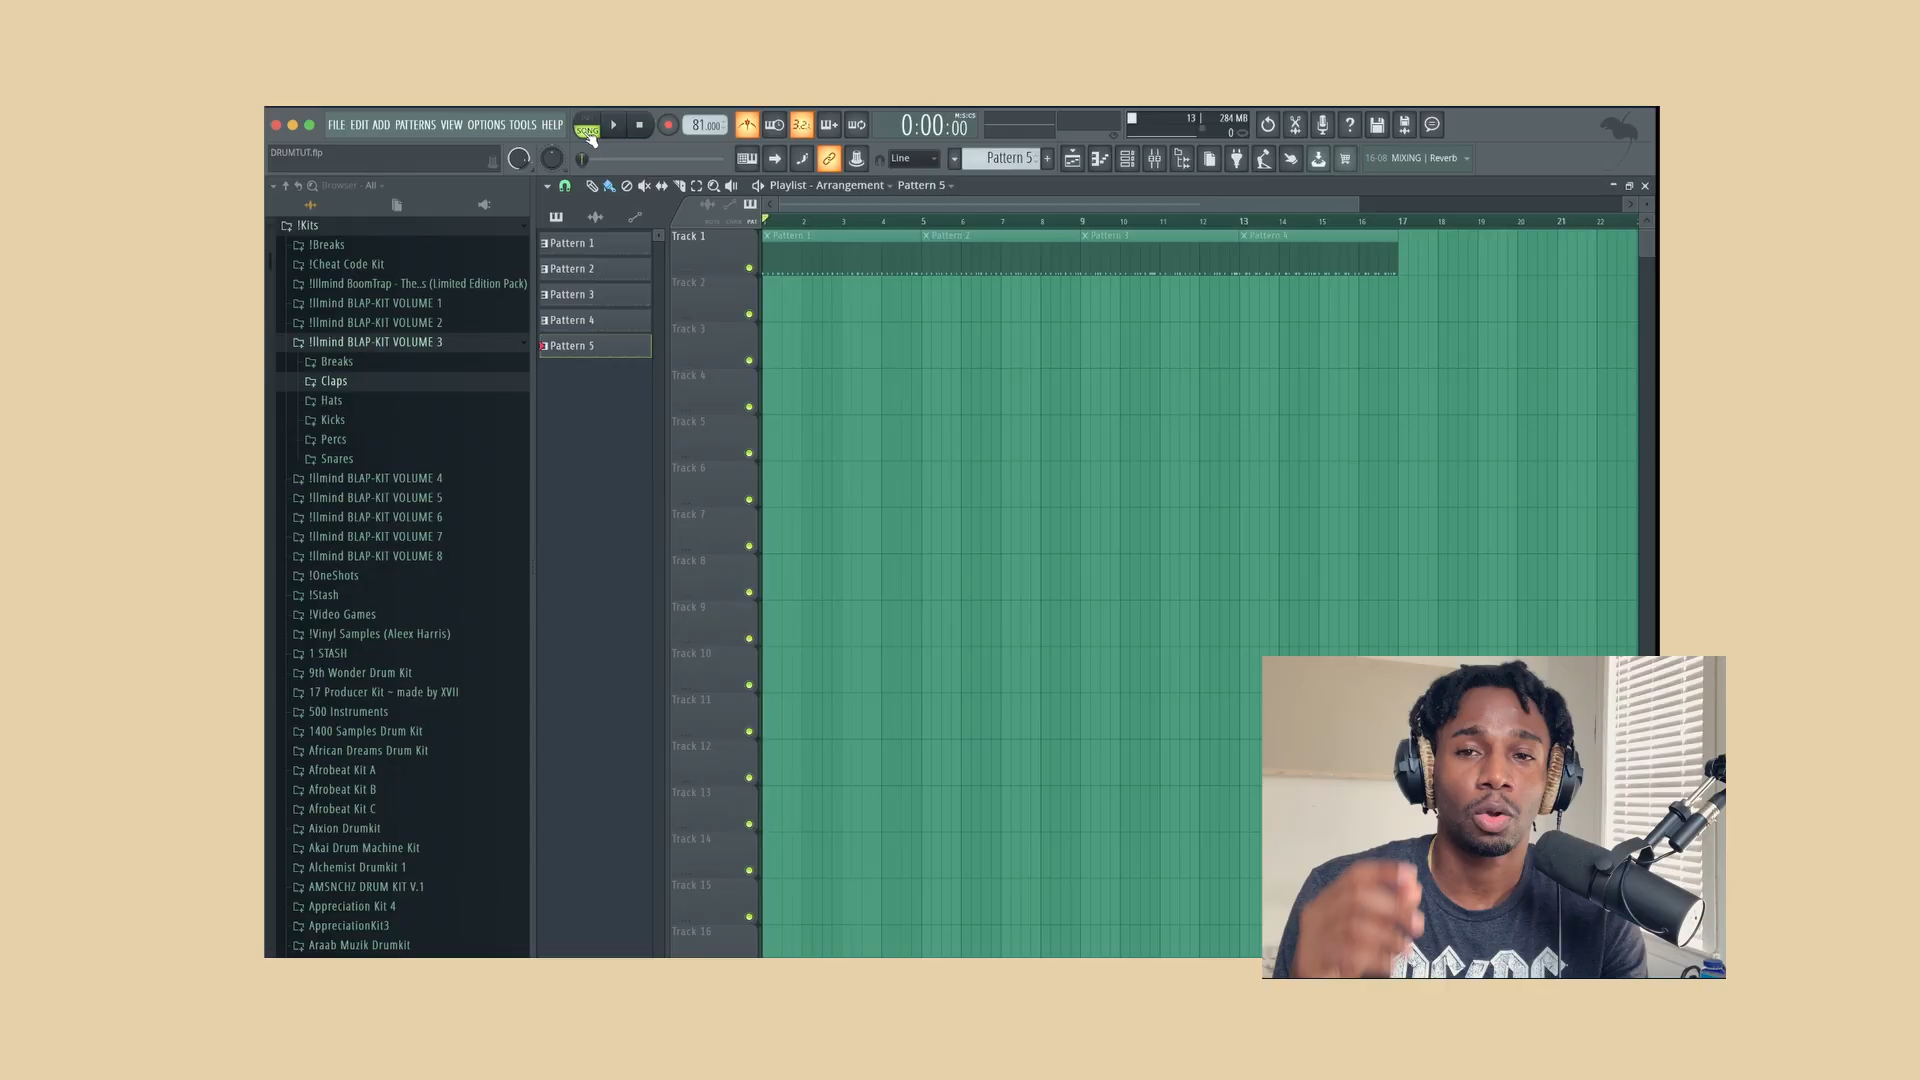 FILE EDIT ADD PATTERNS VIEW OPTIONS TOOLS HELP
SONG
81.000
3.2.
0:00:00
M:S:CS
13
284 MB
0
DRUMTUT.flp
Line
Pattern 5
16-08 MIXING | Reverb
Browser - All
Playlist - Arrangement
Pattern 5
!Kits
!Breaks
!Cheat Code Kit
!Illmind BoomTrap - The..s (Limited Edition Pack)
!Illmind BLAP-KIT VOLUME 1
!Illmind BLAP-KIT VOLUME 2
!Illmind BLAP-KIT VOLUME 3
Breaks
Claps
Hats
Kicks
Percs
Snares
!Illmind BLAP-KIT VOLUME 4
!Illmind BLAP-KIT VOLUME 5
!Illmind BLAP-KIT VOLUME 6
!Illmind BLAP-KIT VOLUME 7
!Illmind BLAP-KIT VOLUME 8
!OneShots
!Stash
!Video Games
!Vinyl Samples (Aleex Harris)
1 STASH
9th Wonder Drum Kit
17 Producer Kit ~ made by XVII
500 Instruments
1400 Samples Drum Kit
African Dreams Drum Kit
Afrobeat Kit A
Afrobeat Kit B
Afrobeat Kit C
Aixion Drumkit
Akai Drum Machine Kit
Alchemist Drumkit 1
AMSNCHZ DRUM KIT V.1
Appreciation Kit 4
AppreciationKit3
Araab Muzik Drumkit
Pattern 1
Pattern 2
Pattern 3
Pattern 4
Pattern 5
2 3 4 5 6 7 8 9 10 11 12 13 14 15 16 17 18 19 20 21 22
Pattern 1 Pattern 2 Pattern 3 Pattern 4
Track 1
Track 2
Track 3
Track 4
Track 5
Track 6
Track 7
Track 8
Track 9
Track 10
Track 11
Track 12
Track 13
Track 14
Track 15
Track 16
AC/DC